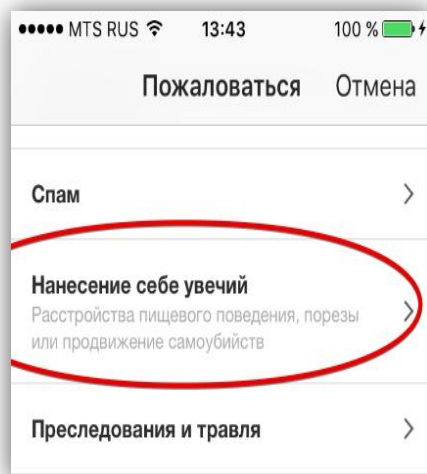 MTS RUS 13:43 100 %
Пожаловаться Отмена
Спам
Нанесение себе увечий
Расстройства пищевого поведения, порезы
или продвижение самоубийств
Преследования и травля